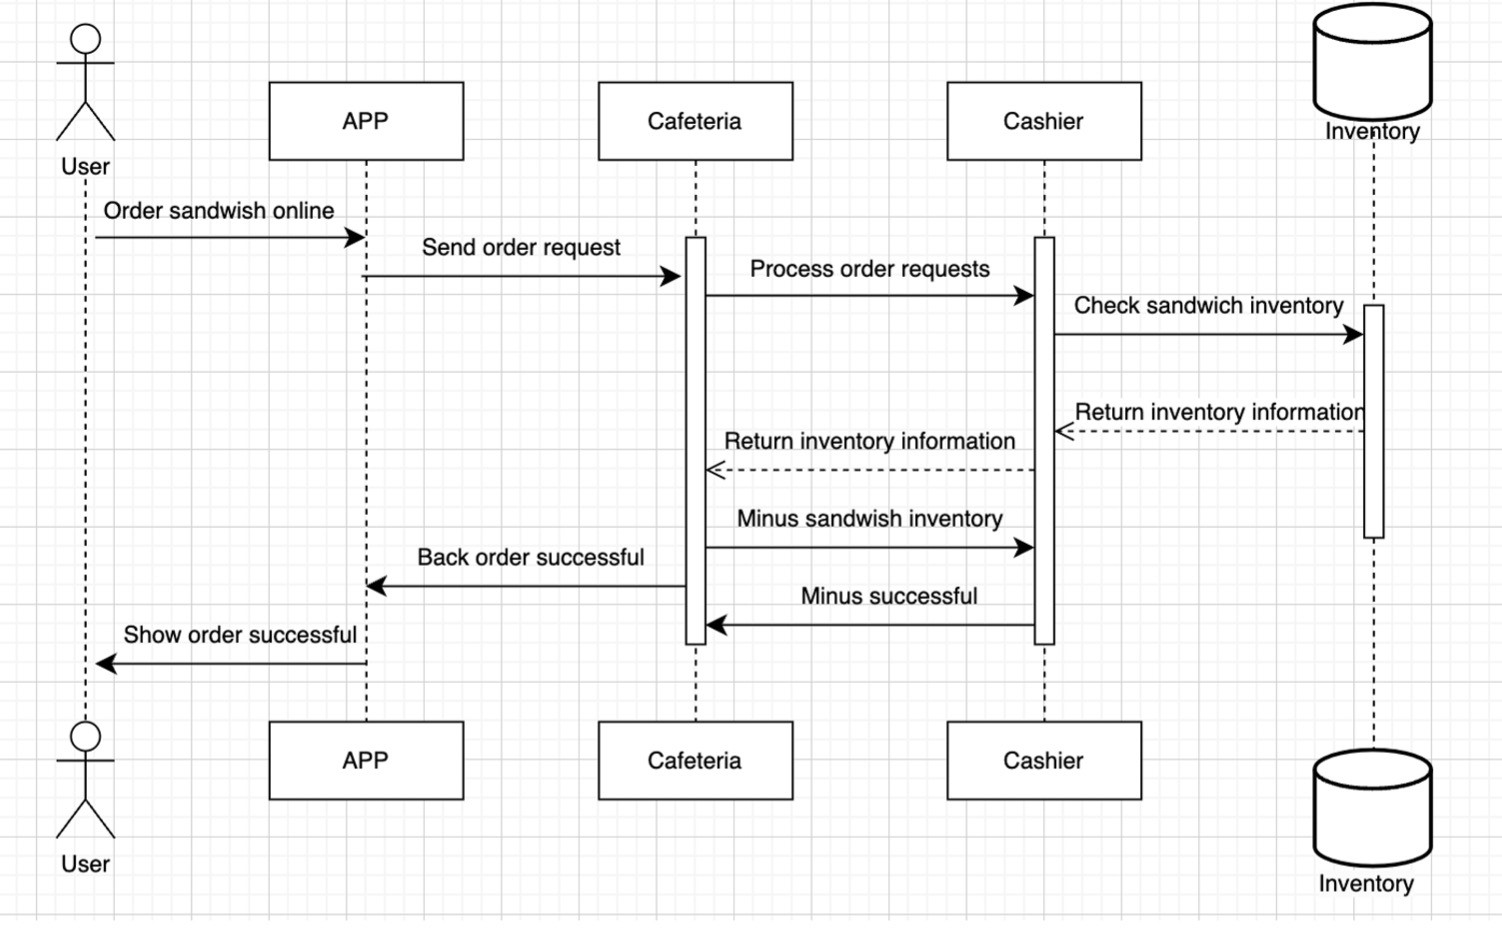 User
APP
Cafeteria
Cashier
Inventory
Order sandwish online
Send order request
Process order requests
Check sandwich inventory
Return inventory information
Return inventory information
Minus sandwish inventory
Back order successful
Minus successful
Show order successful
User
APP
Cafeteria
Cashier
Inventory